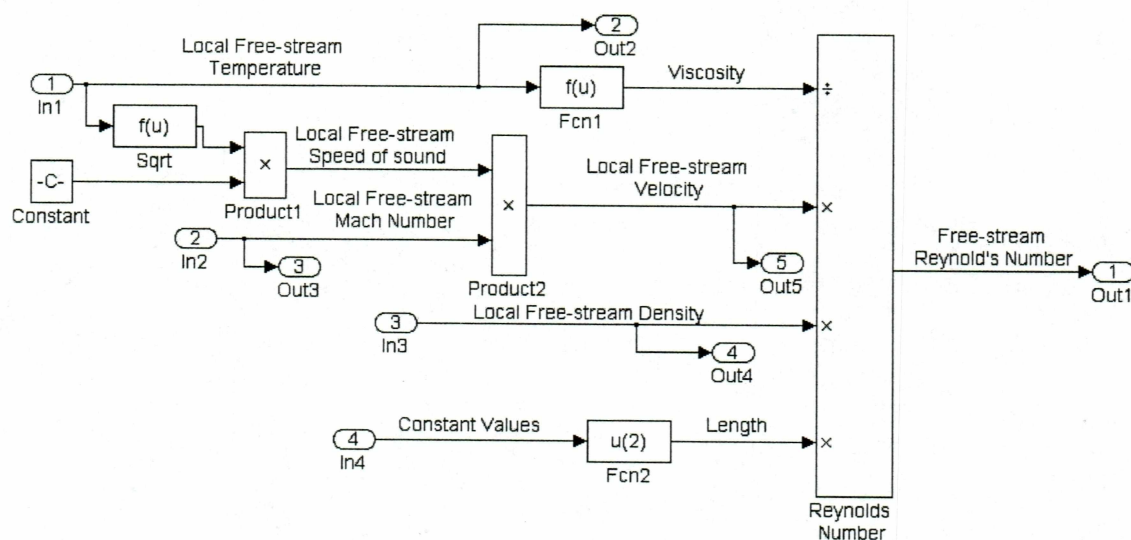 2
Out2
Local Free-stream
Temperature
1
In1
f(u)
Fcn1
Viscosity
÷
f(u)
Sqrt
×
Product1
-C-
Constant
Local Free-stream
Speed of sound
Local Free-stream
Mach Number
×
Product2
2
In2
3
Out3
Local Free-stream
Velocity
×
5
Out5
Free-stream
Reynold's Number
1
Out1
3
In3
Local Free-stream Density
×
4
Out4
4
In4
Constant Values
u(2)
Fcn2
Length
×
Reynolds
Number